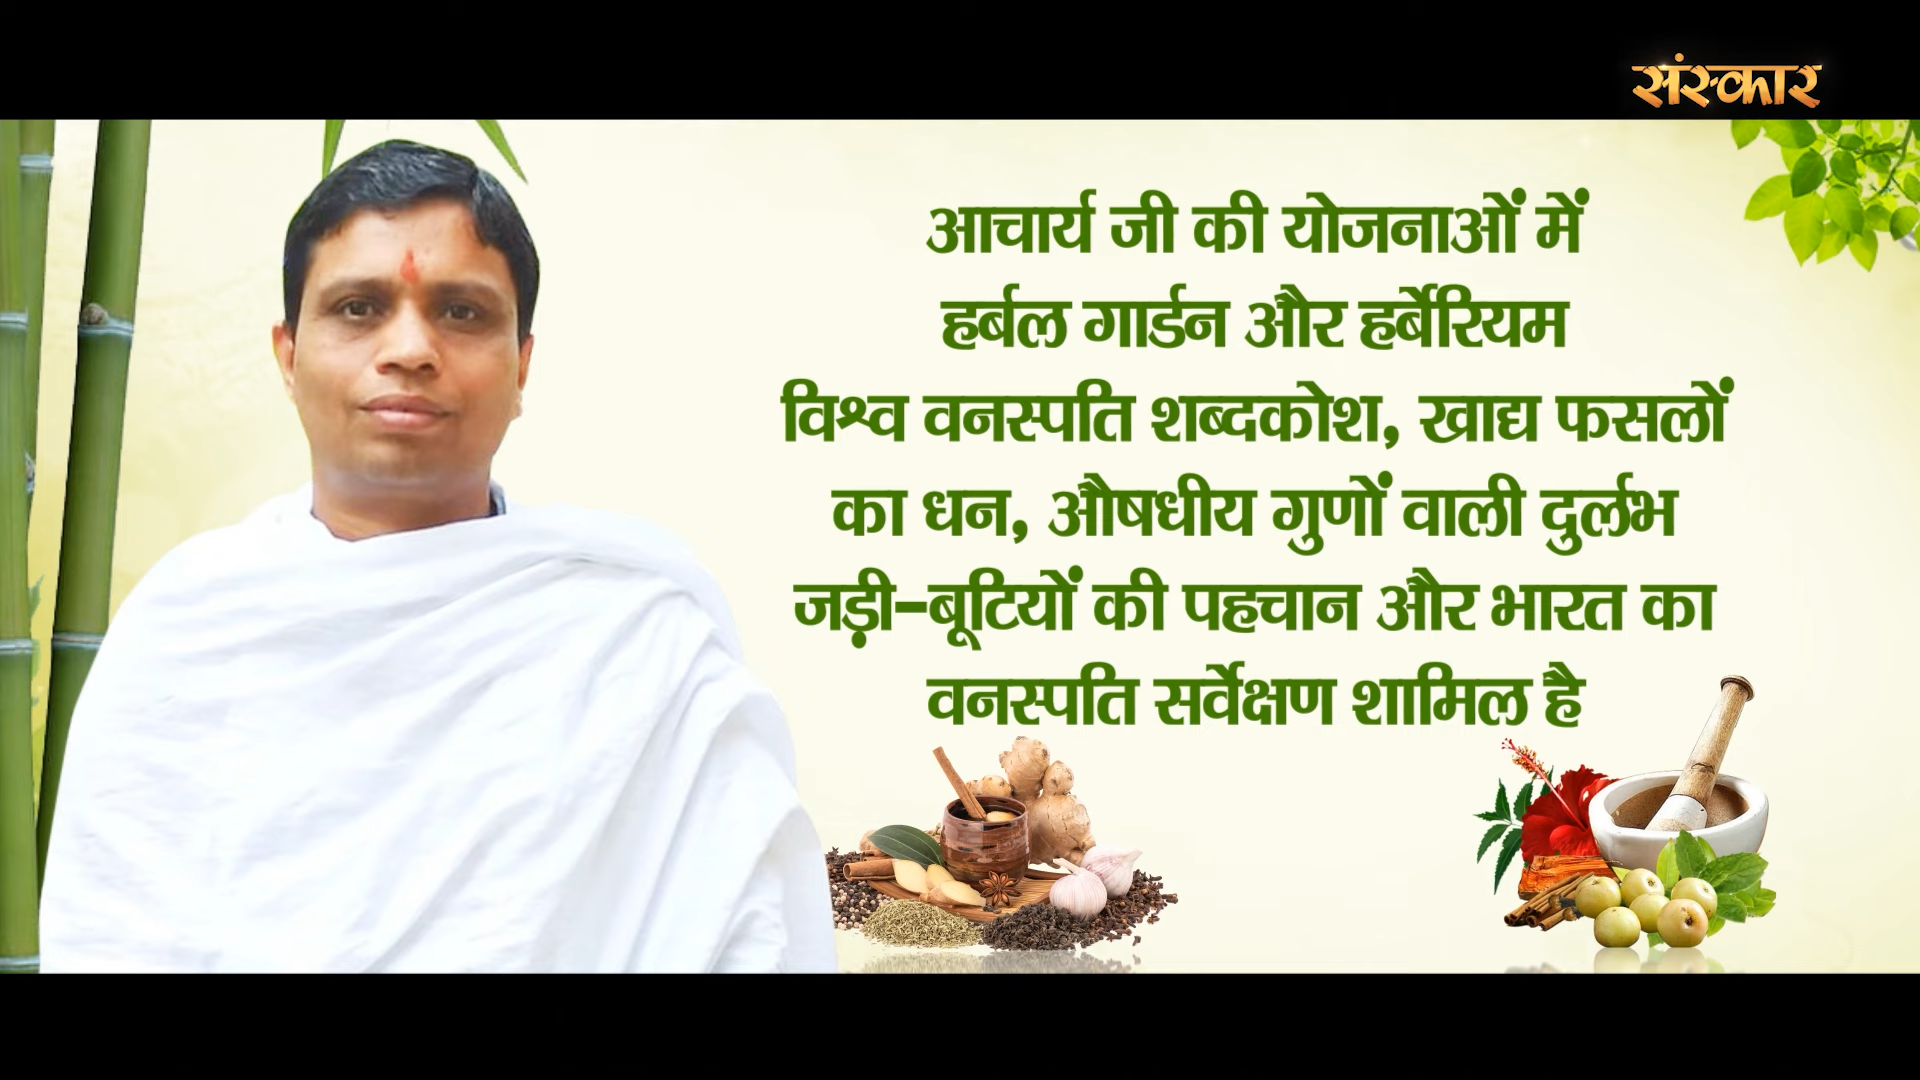 संस्कार
आचार्य जी की योजनाओं में
हर्बल गार्डन और हर्बेरियम
विश्व वनस्पति शब्दकोश, खाद्य फसलों
का धन, औषधीय गुणों वाली दुर्लभ
जड़ी-बूटियों की पहचान और भारत का
वनस्पति सर्वेक्षण शामिल है